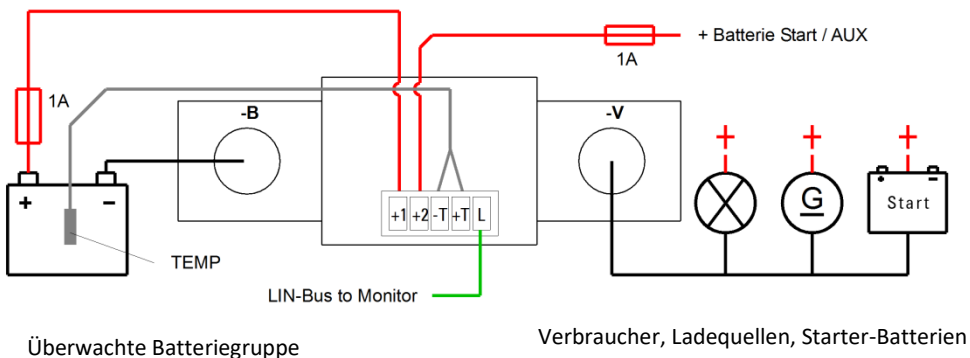 + Batterie Start / AUX
1A
1A
-B
-V
+ -
+1 +2 -T +T L
G
+ -
Start
TEMP
LIN-Bus to Monitor
Überwachte Batteriegruppe
Verbraucher, Ladequellen, Starter-Batterien